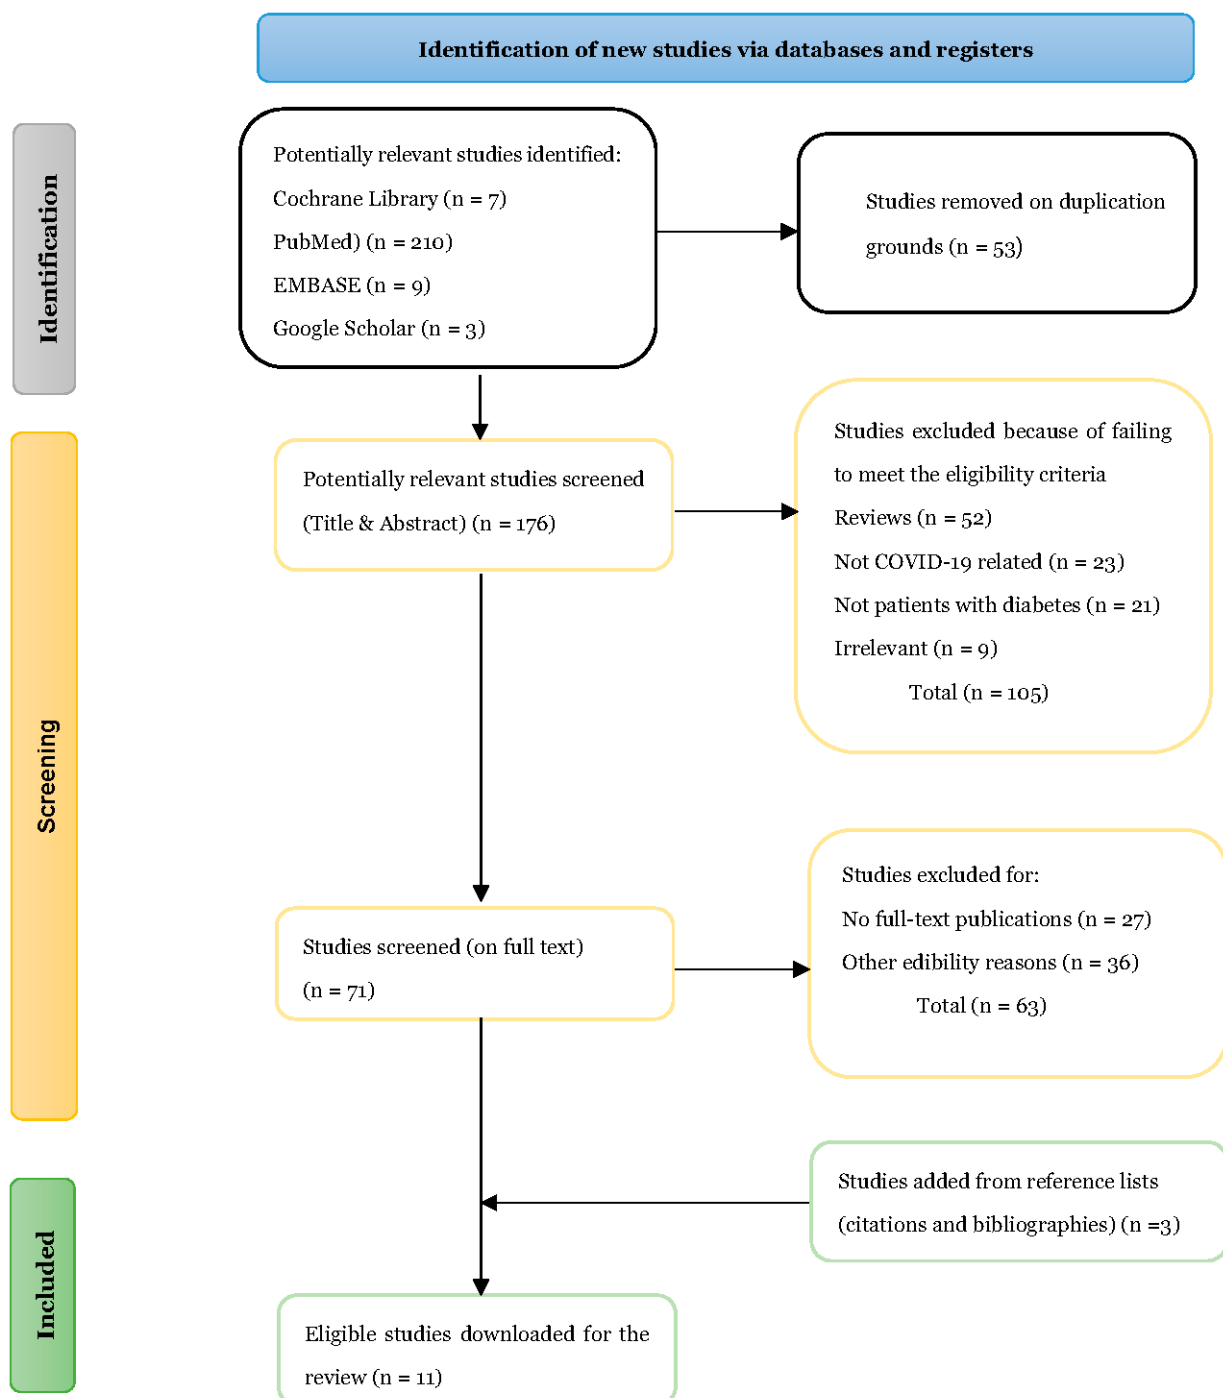 Identification of new studies via databases and registers
Identification
Potentially relevant studies identified:
Cochrane Library (n = 7)
PubMed) (n = 210)
EMBASE (n = 9)
Google Scholar (n = 3)
Studies removed on duplication
grounds (n = 53)
Screening
Potentially relevant studies screened
(Title & Abstract) (n = 176)
Studies excluded because of failing
to meet the eligibility criteria
Reviews (n = 52)
Not COVID-19 related (n = 23)
Not patients with diabetes (n = 21)
Irrelevant (n = 9)
Total (n = 105)
Studies screened (on full text)
(n = 71)
Studies excluded for:
No full-text publications (n = 27)
Other edibility reasons (n = 36)
Total (n = 63)
Included
Studies added from reference lists
(citations and bibliographies) (n =3)
Eligible studies downloaded for the
review (n = 11)